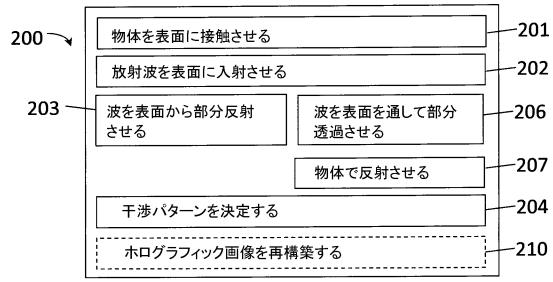 200
物体を表面に接触させる 201
放射波を表面に入射させる 202
203
波を表面から部分反射
させる
波を表面を通して部分
透過させる
206
物体で反射させる 207
干渉パターンを決定する 204
ホログラフィック画像を再構築する 210